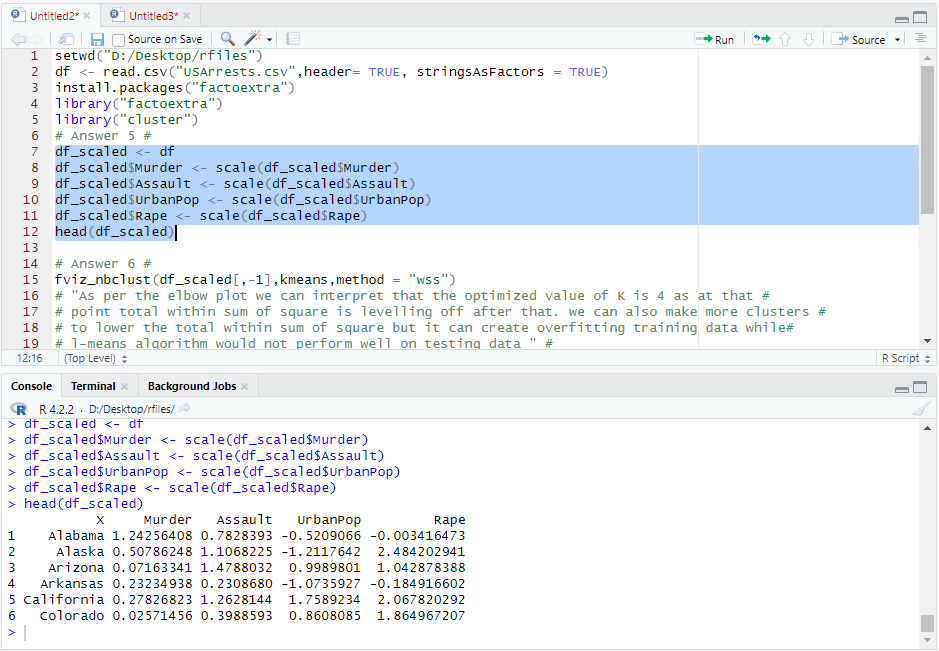 Untitled2* × Untitled3* ×
Source on Save Run Source
1 setwd("D:/Desktop/rfiles")
2 df <- read.csv("USArrests.csv",header= TRUE, stringsAsFactors = TRUE)
3 install.packages("factoextra")
4 library("factoextra")
5 library("cluster")
6 # Answer 5 #
7 df_scaled <- df
8 df_scaled$Murder <- scale(df_scaled$Murder)
9 df_scaled$Assault <- scale(df_scaled$Assault)
10 df_scaled$UrbanPop <- scale(df_scaled$UrbanPop)
11 df_scaled$Rape <- scale(df_scaled$Rape)
12 head(df_scaled)
13
14 # Answer 6 #
15 fviz_nbclust(df_scaled[,-1],kmeans,method = "wss")
16 # "As per the elbow plot we can interpret that the optimized value of K is 4 as at that #
17 # point total within sum of square is levelling off after that. we can also make more clusters #
18 # to lower the total within sum of square but it can create overfitting training data while#
19 # l-means algorithm would not perform well on testing data " #
12:16 (Top Level) R Script
Console Terminal × Background Jobs ×
R R 4.2.2 · D:/Desktop/rfiles/
> df_scaled <- df
> df_scaled$Murder <- scale(df_scaled$Murder)
> df_scaled$Assault <- scale(df_scaled$Assault)
> df_scaled$UrbanPop <- scale(df_scaled$UrbanPop)
> df_scaled$Rape <- scale(df_scaled$Rape)
> head(df_scaled)
X Murder Assault UrbanPop Rape
1 Alabama 1.24256408 0.7828393 -0.5209066 -0.003416473
2 Alaska 0.50786248 1.1068225 -1.2117642 2.484202941
3 Arizona 0.07163341 1.4788032 0.9989801 1.042878388
4 Arkansas 0.23234938 0.2308680 -1.0735927 -0.184916602
5 California 0.27826823 1.2628144 1.7589234 2.067820292
6 Colorado 0.02571456 0.3988593 0.8608085 1.864967207
>